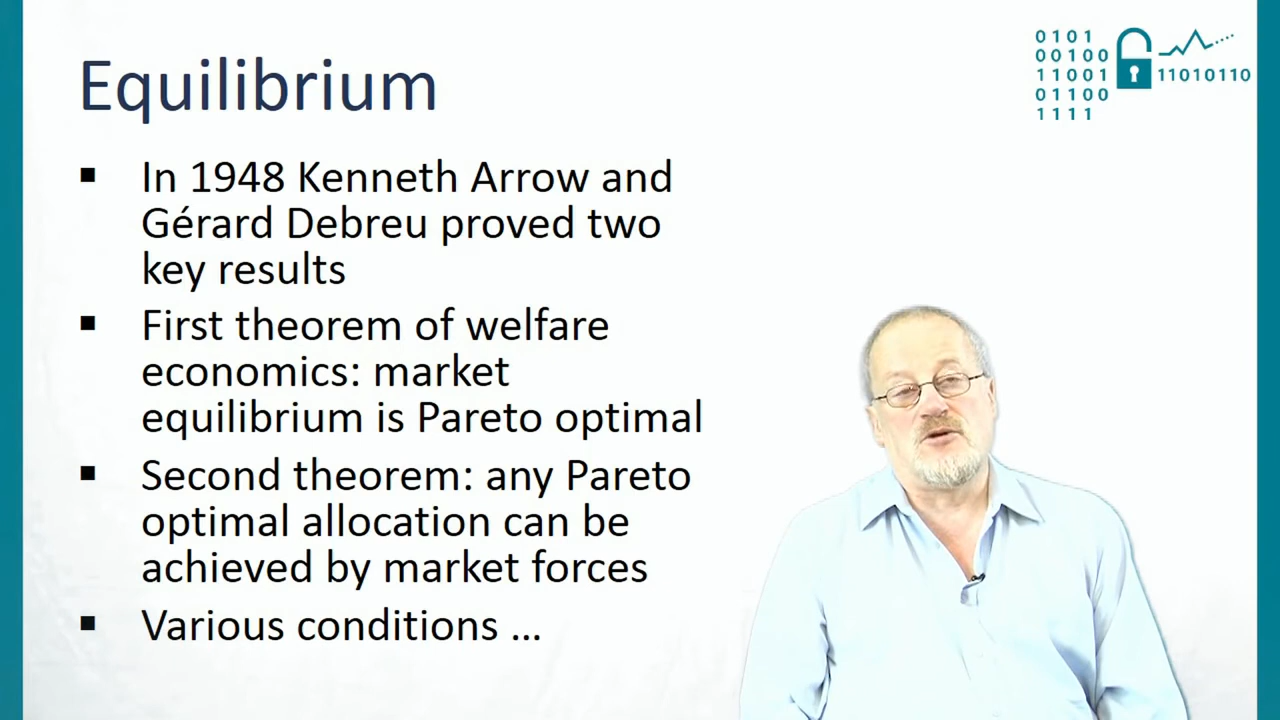 Equilibrium
▪ In 1948 Kenneth Arrow and
Gérard Debreu proved two
key results
▪ First theorem of welfare
economics: market
equilibrium is Pareto optimal
▪ Second theorem: any Pareto
optimal allocation can be
achieved by market forces
▪ Various conditions ...
0101
00100
11001
11010110
01100
1111